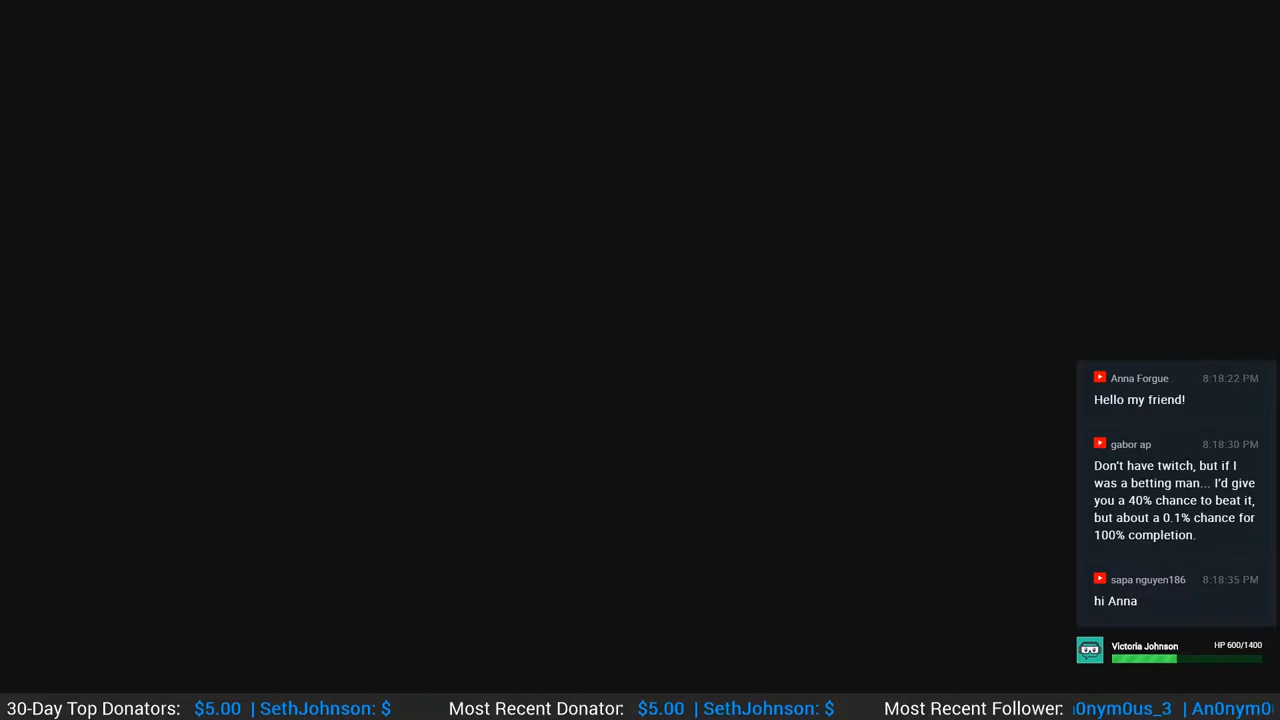 Anna Forgue 8:18:22 PM
Hello my friend!
gabor ap 8:18:30 PM
Don't have twitch, but if I
was a betting man... I'd give
you a 40% chance to beat it,
but about a 0.1% chance for
100% completion.
sapa nguyen186 8:18:35 PM
hi Anna
Victoria Johnson HP 600/1400
30-Day Top Donators: $5.00 | SethJohnson: $ Most Recent Donator: $5.00 | SethJohnson: $ Most Recent Follower: n0nym0us_3 | An0nym0